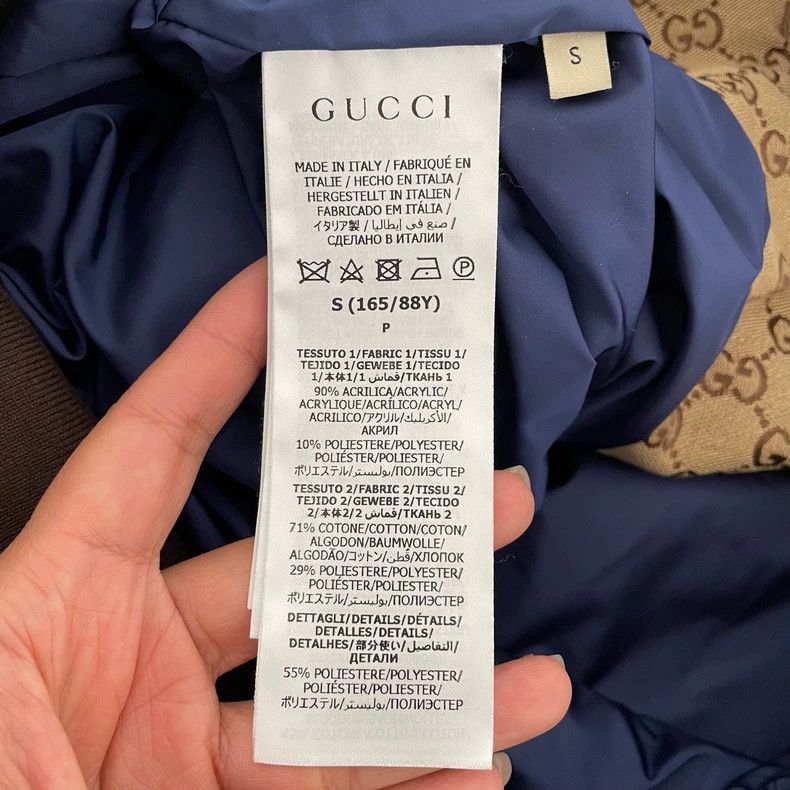 S
GUCCI
MADE IN ITALY / FABRIQUÉ EN
ITALIE / HECHO EN ITALIA /
HERGESTELLT IN ITALIEN /
FABRICADO EM ITÁLIA /
イタリア製 / صنع في إيطاليا /
СДЕЛАНО В ИТАЛИИ
P
S (165/88Y)
P
TESSUTO 1/FABRIC 1/TISSU 1/
TEJIDO 1/GEWEBE 1/TECIDO
1/本体1/قماش 1/ТКАНЬ 1
90% ACRILICA/ACRYLIC/
ACRYLIQUE/ACRÍLICO/ACRYL/
ACRILICO/アクリル/الأكريليك/
АКРИЛ
10% POLIESTERE/POLYESTER/
POLIÉSTER/POLYESTER/
ポリエステル/بوليستر/ПОЛИЭСТЕР
TESSUTO 2/FABRIC 2/TISSU 2/
TEJIDO 2/GEWEBE 2/TECIDO
2/本体2/قماش 2/ТКАНЬ 2
71% COTONE/COTTON/COTON/
ALGODON/BAUMWOLLE/
ALGODÃO/コットン/قطن/ХЛОПОК
29% POLIESTERE/POLYESTER/
POLIÉSTER/POLYESTER/
ポリエステル/بوليستر/ПОЛИЭСТЕР
DETTAGLI/DETAILS/DÉTAILS/
DETALLES/DETAILS/
DETALHES/部分使い/التفاصيل/
ДЕТАЛИ
55% POLIESTERE/POLYESTER/
POLIÉSTER/POLYESTER/
ポリエステル/بوليستر/ПОЛИЭСТЕР